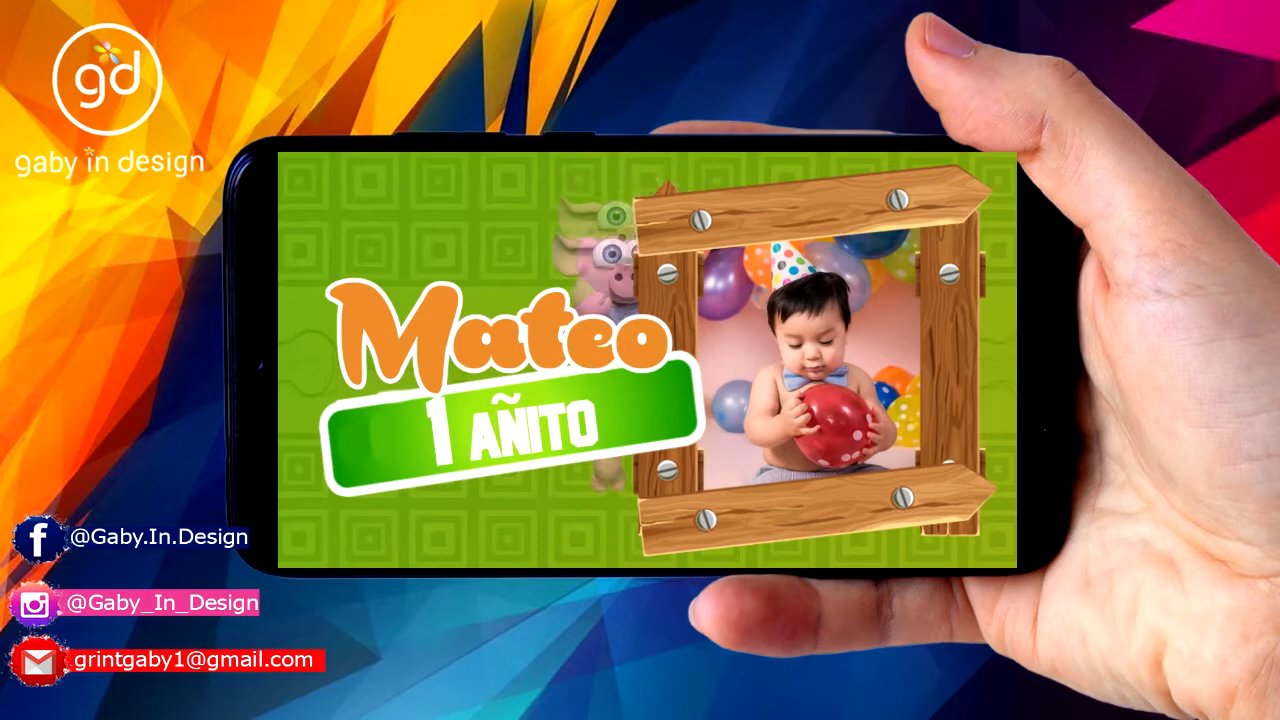 gd
gaby in design
Mateo
1 AÑITO
@Gaby.In.Design
@Gaby_In_Design
grintgaby1@gmail.com